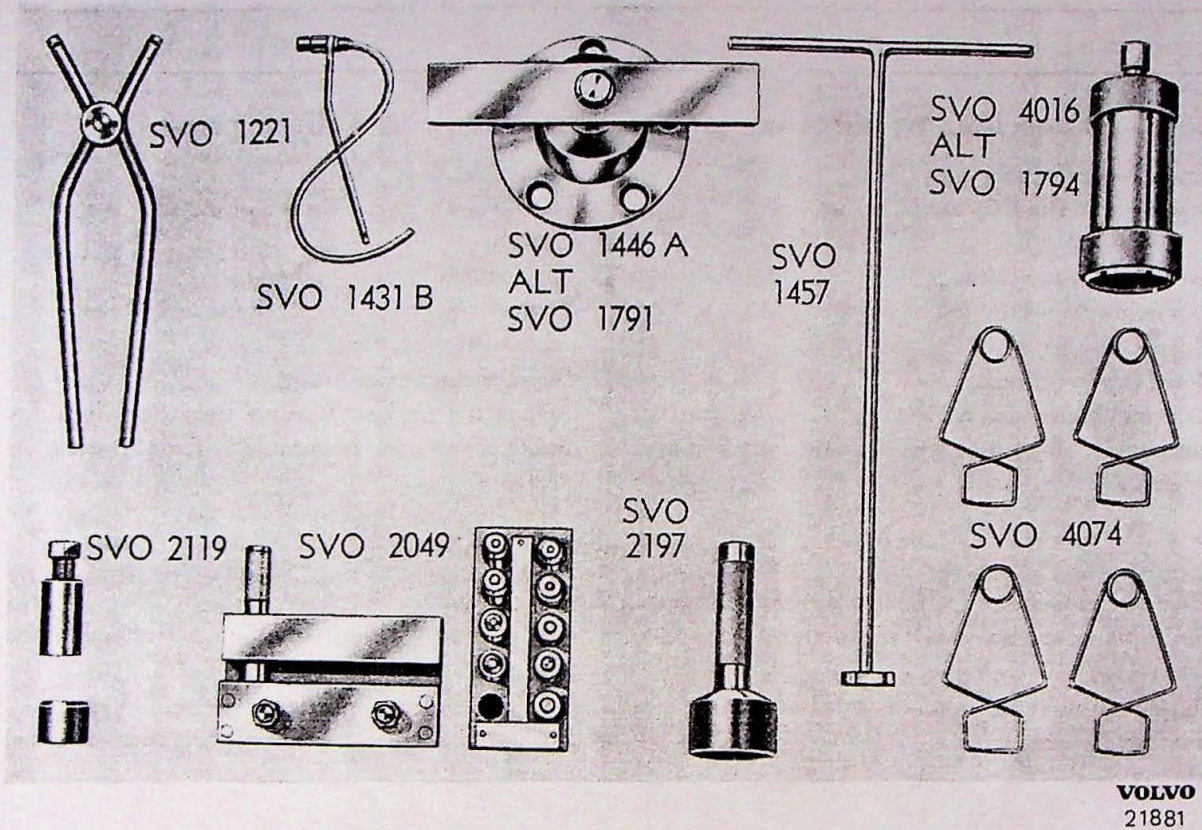 SVO 1221
SVO 1431 B
SVO 1446 A
ALT
SVO 1791
SVO
1457
SVO 4016
ALT
SVO 1794
SVO 2119
SVO 2049
SVO
2197
SVO 4074
VOLVO
21881